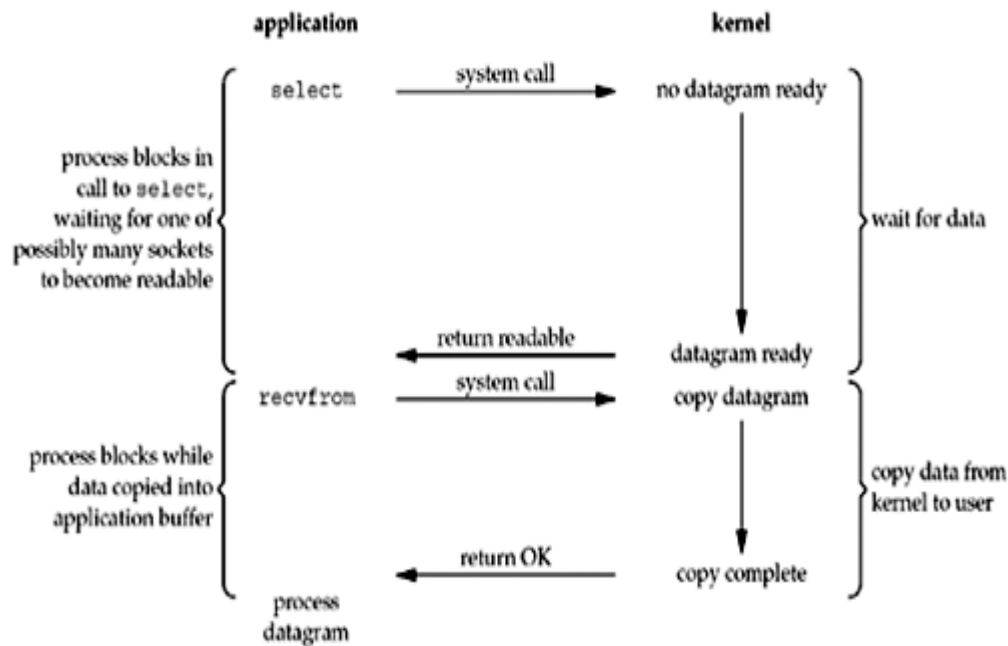 application
kernel
select
system call
no datagram ready
process blocks in
call to select,
waiting for one of
possibly many sockets
to become readable
wait for data
return readable
datagram ready
recvfrom
system call
copy datagram
process blocks while
data copied into
application buffer
copy data from
kernel to user
return OK
copy complete
process
datagram